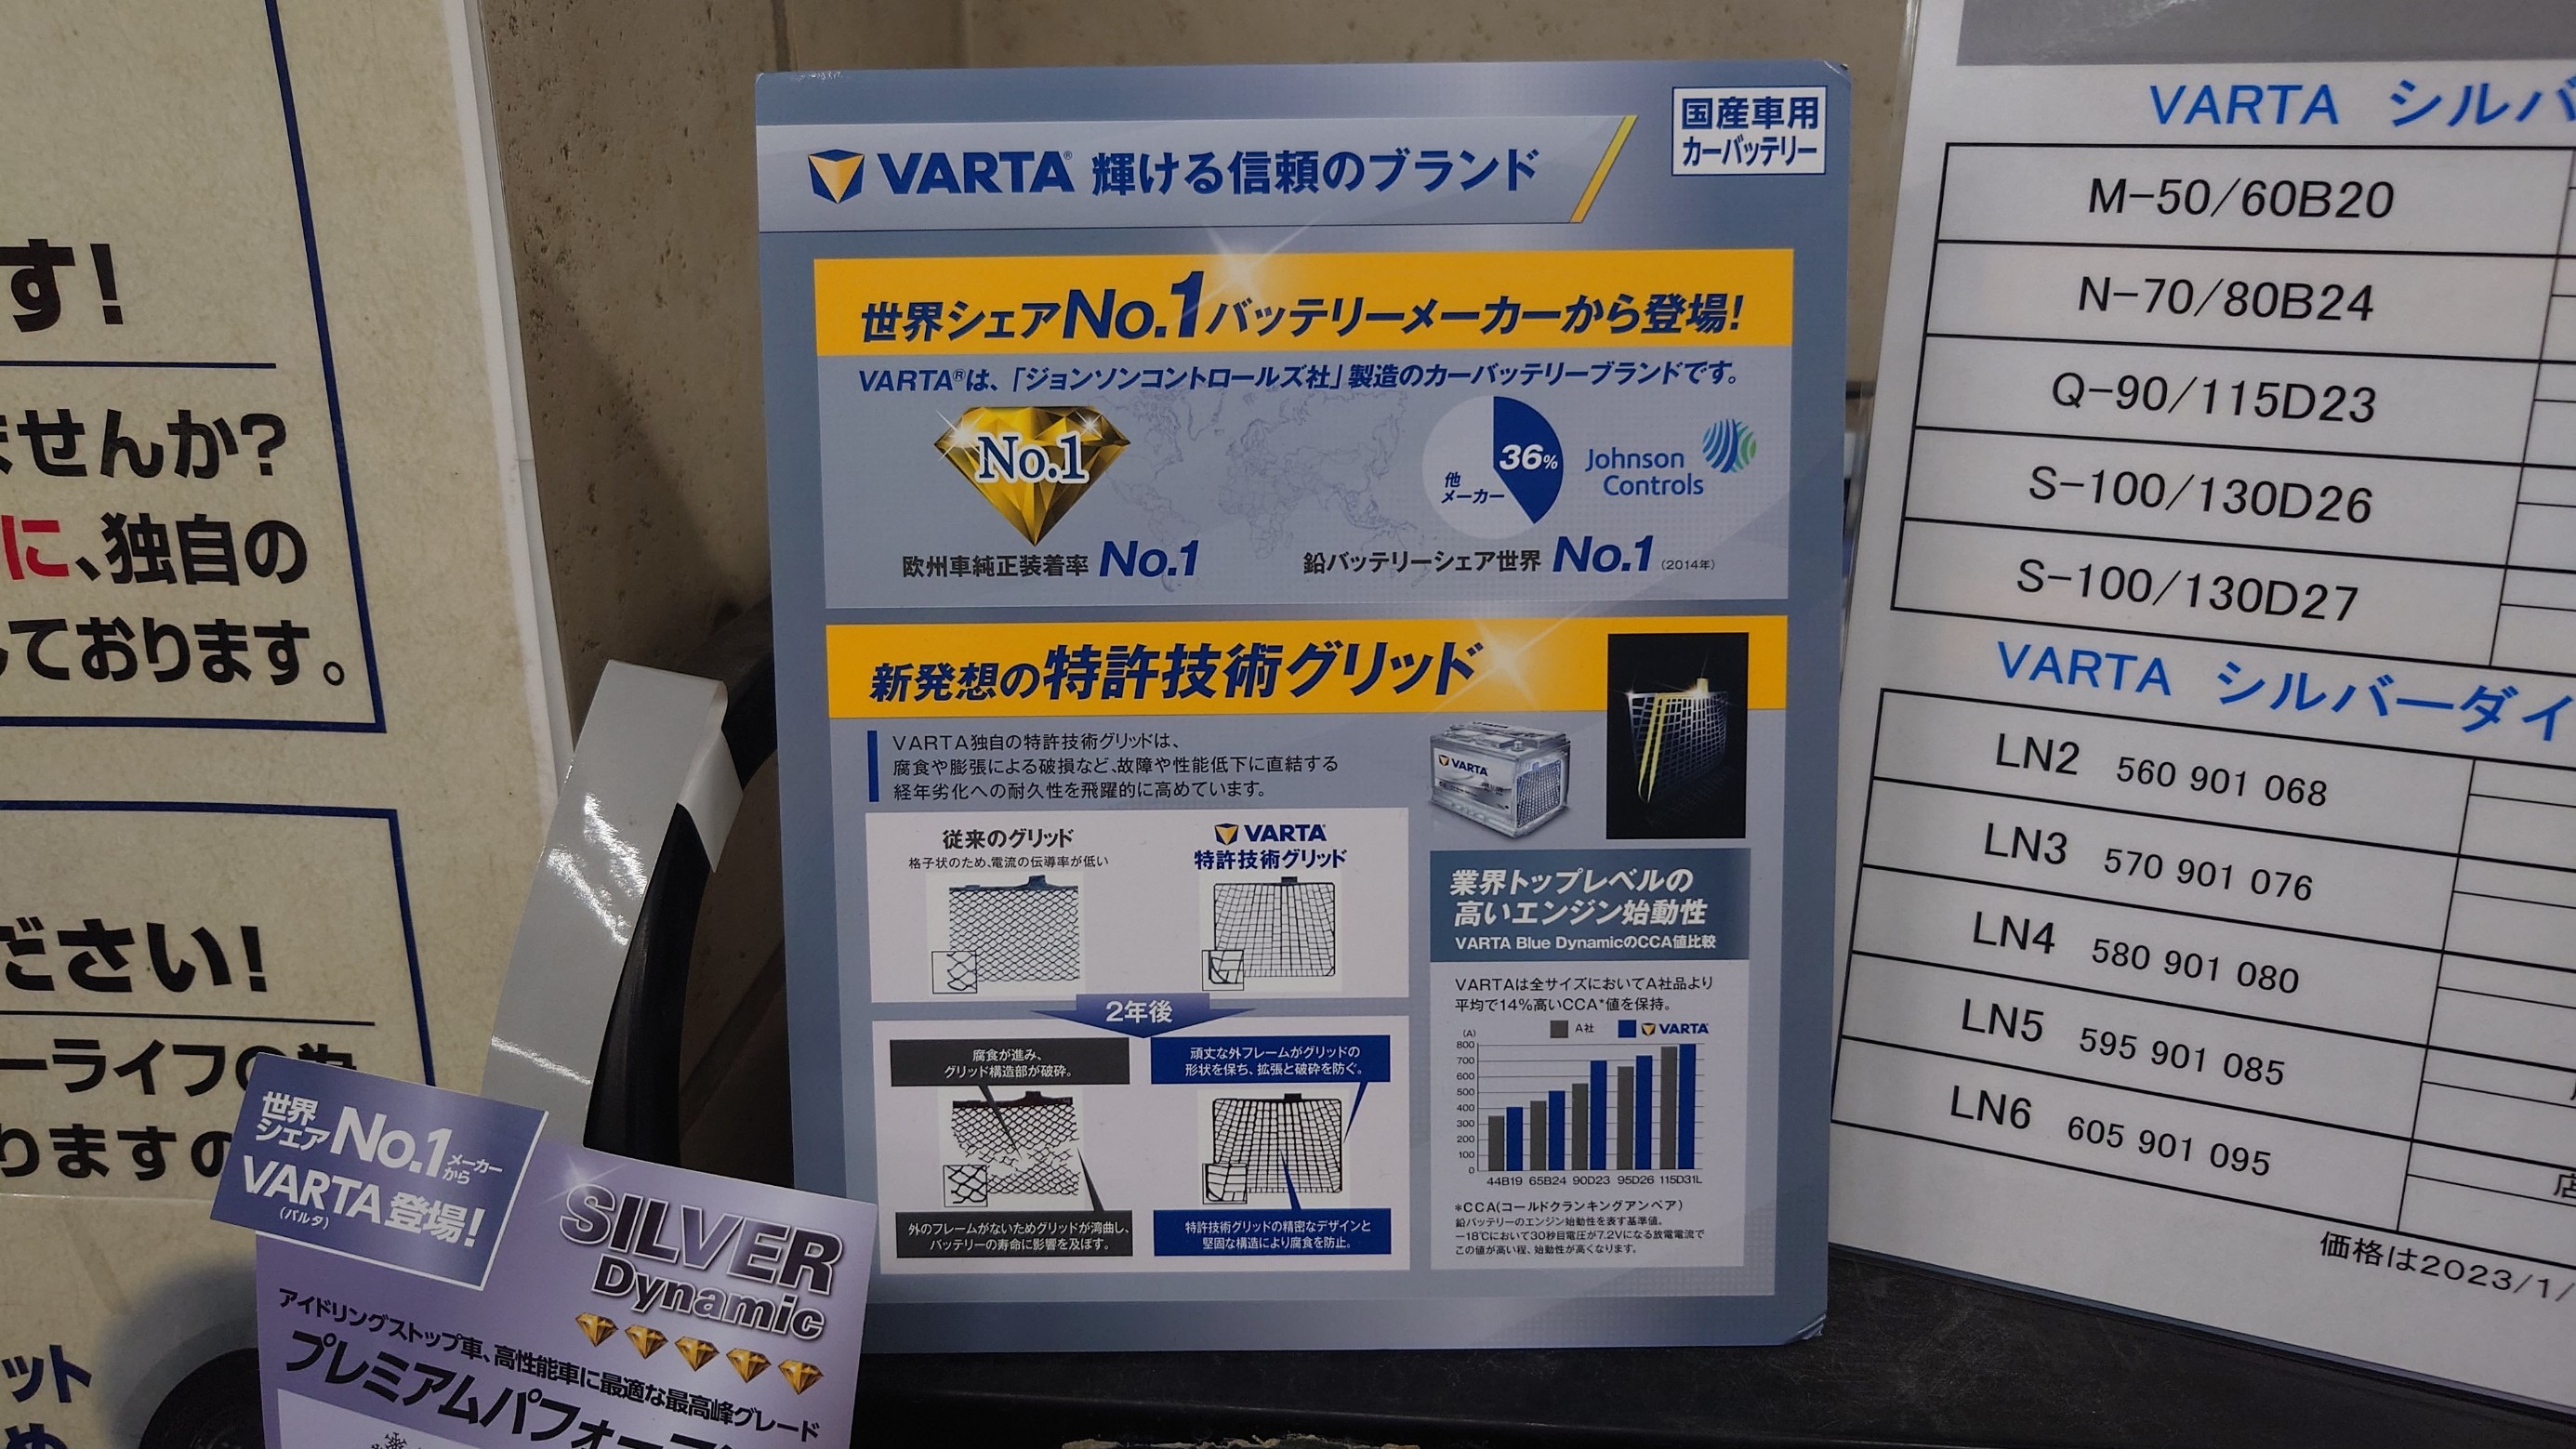 す!
ませんか?
に、独自の
ております。
ださい!
ーライフの
りますの
ット
世界
シェア No.1 メーカーから
VARTA 登場!
(バルタ)
SILVER
Dynamic
アイドリングストップ車、高性能車に最適な最高峰グレード
プレミアムパフォーマン
国産車用
カーバッテリー
VARTA® 輝ける信頼のブランド
世界シェアNo.1バッテリーメーカーから登場!
VARTA®は、「ジョンソンコントロールズ社」製造のカーバッテリーブランドです。
No.1
欧州車純正装着率 No.1
36%
他
メーカー
Johnson
Controls
鉛バッテリーシェア世界 No.1 (2014年)
新発想の特許技術グリッド
VARTA独自の特許技術グリッドは、
腐食や膨張による破損など、故障や性能低下に直結する
経年劣化への耐久性を飛躍的に高めています。
VARTA
従来のグリッド
格子状のため、電流の伝導率が低い
VARTA
特許技術グリッド
2年後
腐食が進み、
グリッド構造部が破砕。
頑丈な外フレームがグリッドの
形状を保ち、拡張と破砕を防ぐ。
外のフレームがないためグリッドが湾曲し、
バッテリーの寿命に影響を及ぼす。
特許技術グリッドの精密なデザインと
堅固な構造により腐食を防止。
業界トップレベルの
高いエンジン始動性
VARTA Blue DynamicのCCA値比較
VARTAは全サイズにおいてA社品より
平均で14%高いCCA*値を保持。
(A)
A社 VARTA
800
700
600
500
400
300
200
100
0
44B19 65B24 90D23 95D26 115D31L
*CCA(コールドクランキングアンペア)
鉛バッテリーのエンジン始動性を表す基準値。
－18℃において30秒目電圧が7.2Vになる放電電流で
この値が高い程、始動性が高くなります。
VARTA シルバ
M-50/60B20
N-70/80B24
Q-90/115D23
S-100/130D26
S-100/130D27
VARTA シルバーダイ
LN2 560 901 068
LN3 570 901 076
LN4 580 901 080
LN5 595 901 085
LN6 605 901 095
価格は2023/1/